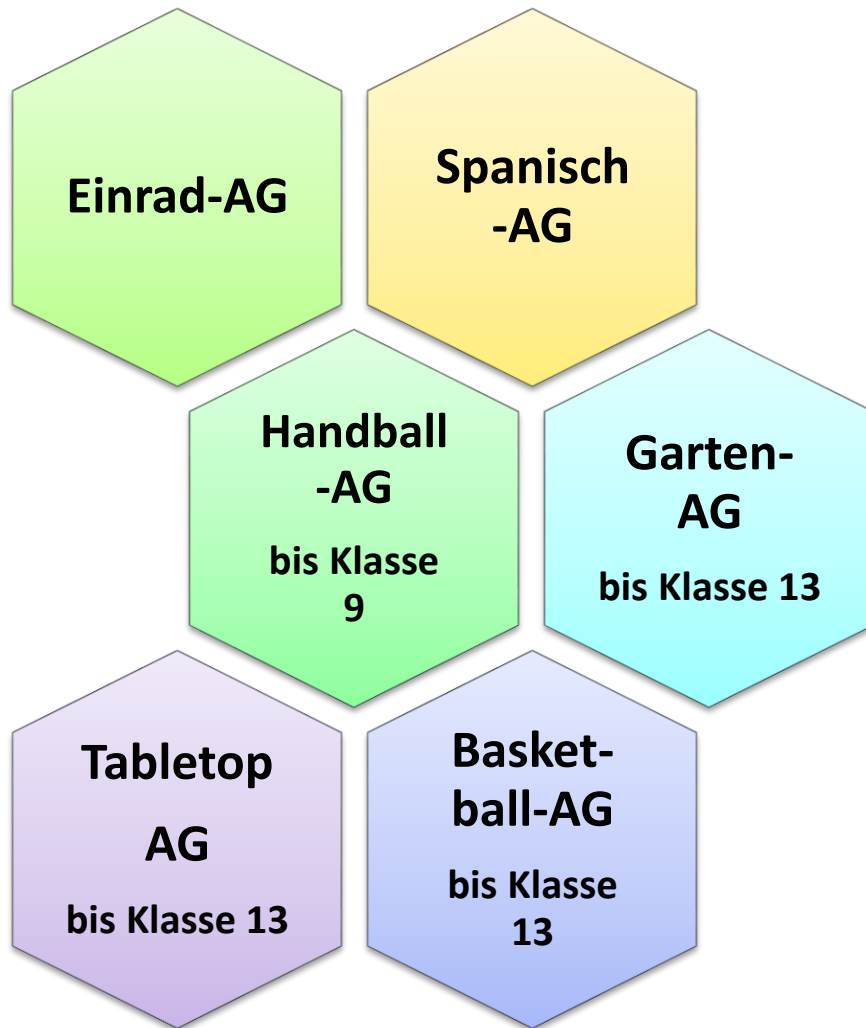 Einrad-AG
Spanisch
-AG
Handball
-AG
bis Klasse
9
Garten-
AG
bis Klasse 13
Tabletop
AG
bis Klasse 13
Basket-
ball-AG
bis Klasse
13